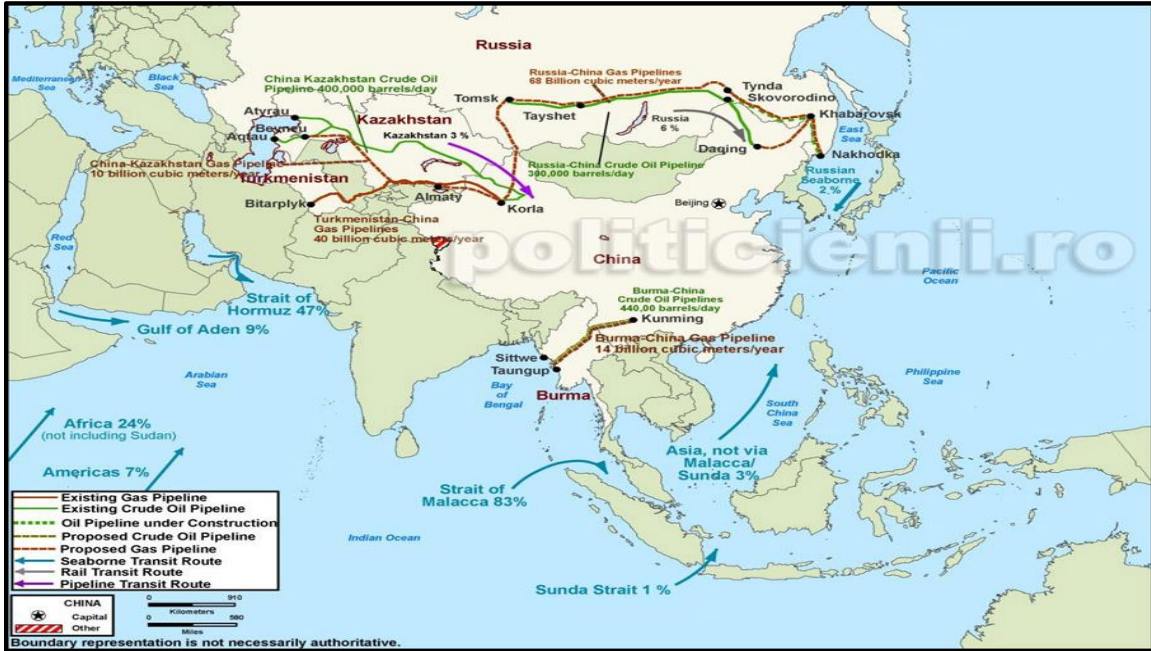 Russia
Mediterranean
Sea
Black
Sea
China Kazakhstan Crude Oil
Pipeline 400,000 barrels/day
Russia-China Gas Pipelines
68 Billion cubic meters/year
Atyrau
Beyneu
Aqtau
Kazakhstan
Kazakhstan 3 %
Tomsk
Tayshet
Russia
6 %
Tynda
Skovorodino
Khabarovsk
East
Sea
Daqing
Nakhodka
Russian
Seaborne
2 %
China-Kazakhstan Gas Pipeline
10 billion cubic meters/year
Turkmenistan
Russia-China Crude Oil Pipeline
300,000 barrels/day
Bitarplyk
Almaty
Korla
Beijing
Turkmenistan-China
Gas Pipelines
40 billion cubic meters/year
politicienii.ro
China
Red
Sea
Pacific
Ocean
Strait of
Hormuz 47%
Gulf of Aden 9%
Burma-China
Crude Oil Pipelines
440,00 barrels/day
Kunming
Burma-China Gas Pipeline
14 billion cubic meters/year
Sittwe
Taungup
Arabian
Sea
Bay
of
Bengal
Burma
Philippine
Sea
South
China
Sea
Africa 24%
(not including Sudan)
Americas 7%
Asia, not via
Malacca/
Sunda 3%
Strait of
Malacca 83%
Indian Ocean
Sunda Strait 1 %
Existing Gas Pipeline
Existing Crude Oil Pipeline
Oil Pipeline under Construction
Proposed Crude Oil Pipeline
Proposed Gas Pipeline
Seaborne Transit Route
Rail Transit Route
Pipeline Transit Route
CHINA
Capital
Other
0 910
Kilometers
0 580
Miles
Boundary representation is not necessarily authoritative.